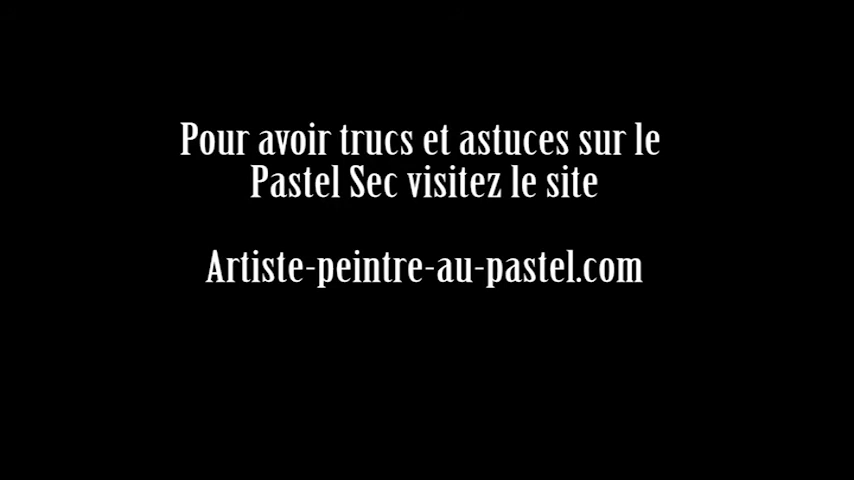 Pour avoir trucs et astuces sur le
Pastel Sec visitez le site
Artiste-peintre-au-pastel.com